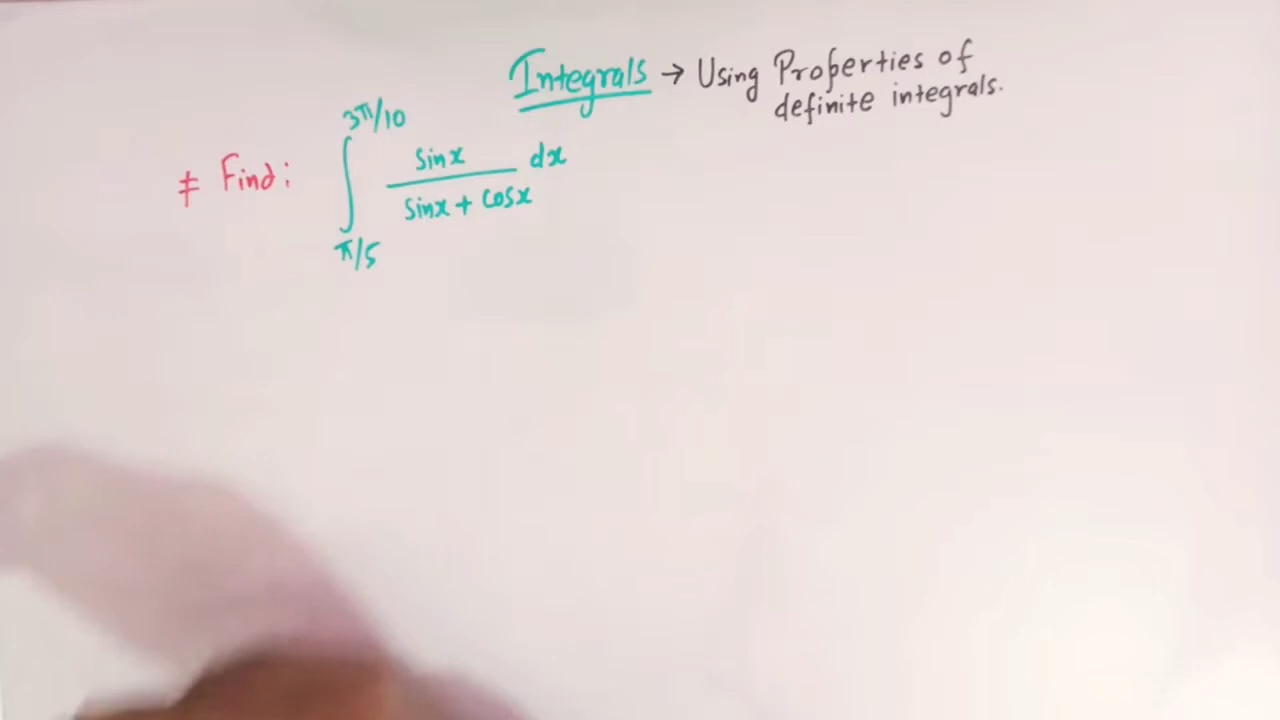 Integrals → Using Properties of
definite integrals.
≠ Find: ∫_{π/5}^{3π/10} sinx / (sinx + cosx) dx